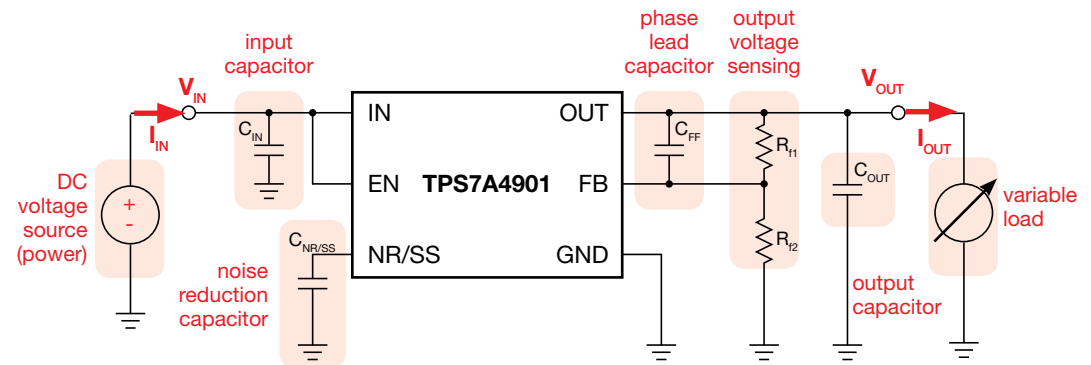 input
capacitor
phase
lead
capacitor
output
voltage
sensing
V_IN
I_IN
C_IN
IN
OUT
C_FF
R_f1
V_OUT
I_OUT
DC
voltage
source
(power)
+
-
EN
TPS7A4901
FB
C_OUT
variable
load
C_NR/SS
NR/SS
GND
R_f2
noise
reduction
capacitor
output
capacitor